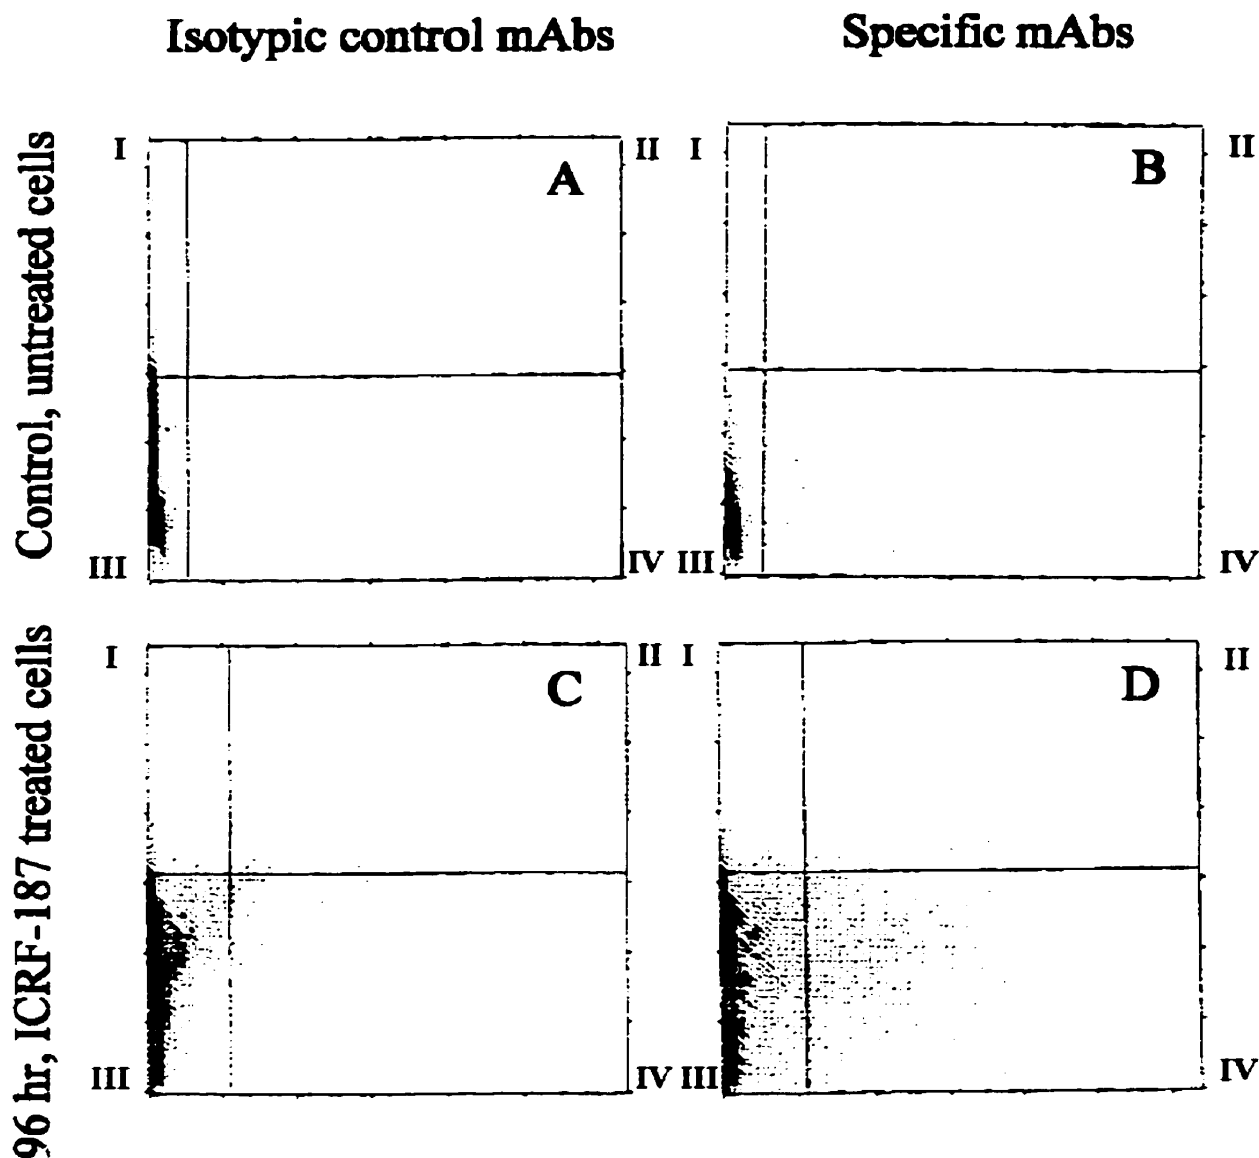 Isotypic control mAbs
Specific mAbs
Control, untreated cells
I
II
A
III
IV
I
II
B
III
IV
96 hr, ICRF-187 treated cells
I
II
C
III
IV
I
II
D
III
IV